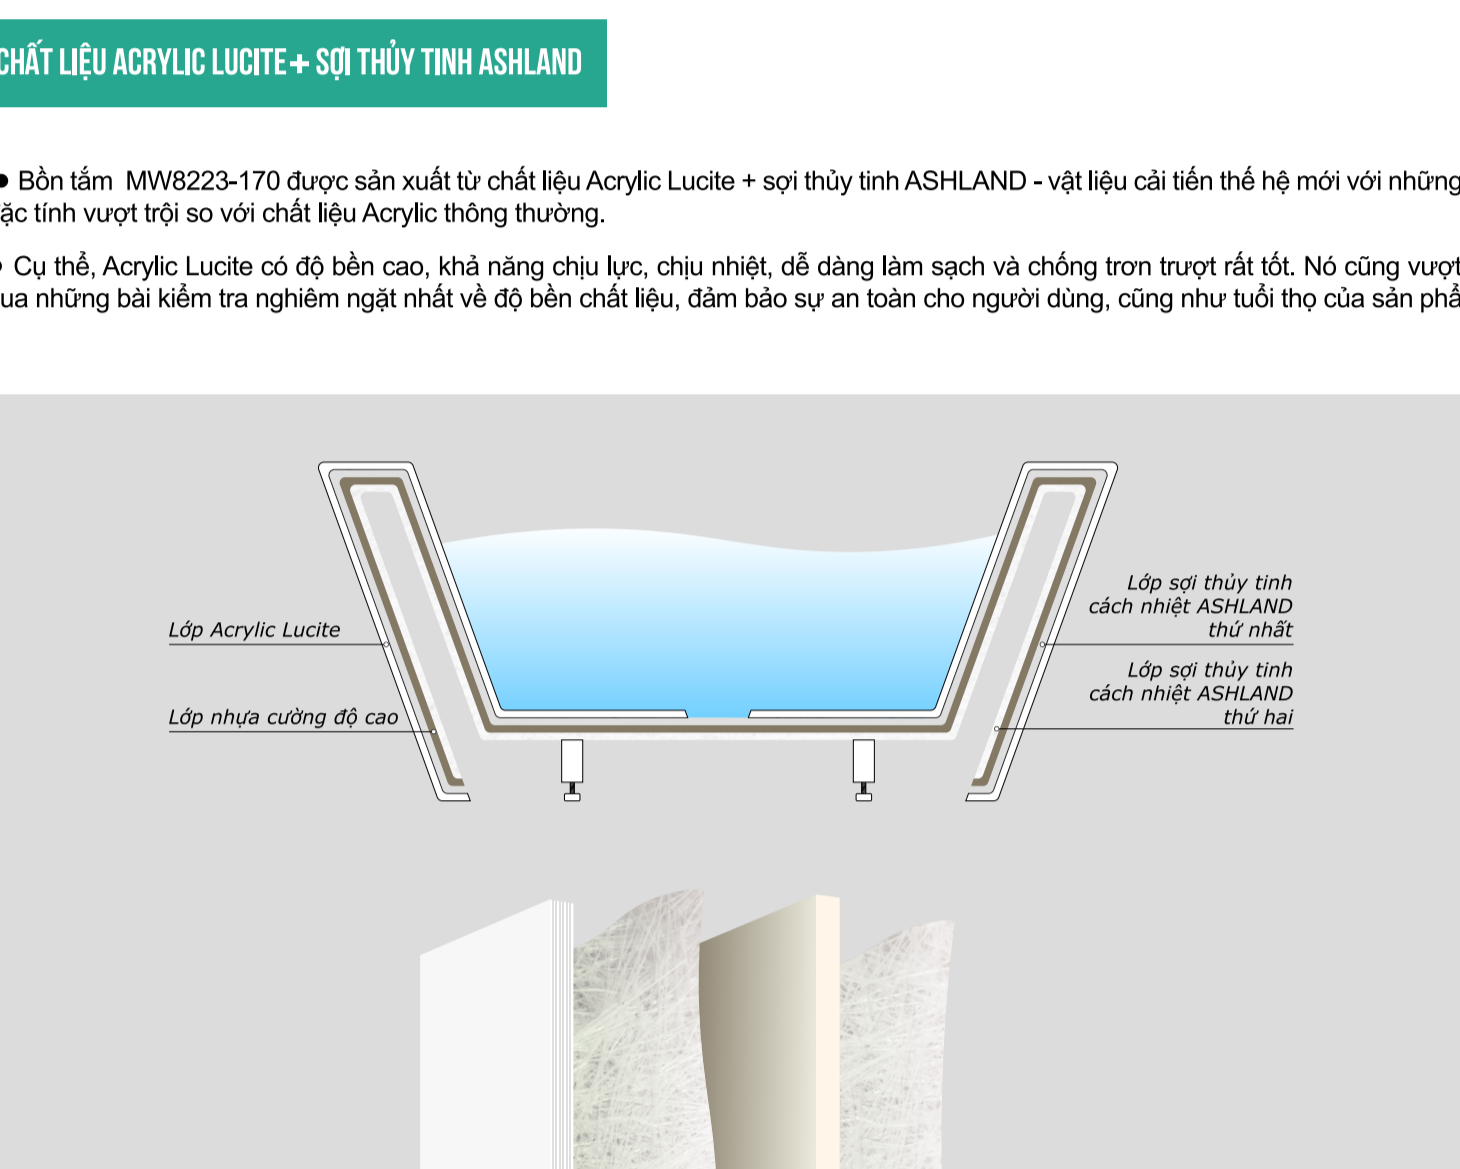 CHẤT LIỆU ACRYLIC LUCITE + SỢI THỦY TINH ASHLAND
● Bồn tắm MW8223-170 được sản xuất từ chất liệu Acrylic Lucite + sợi thủy tinh ASHLAND - vật liệu cải tiến thế hệ mới với những
tính vượt trội so với chất liệu Acrylic thông thường.
Cụ thể, Acrylic Lucite có độ bền cao, khả năng chịu lực, chịu nhiệt, dễ dàng làm sạch và chống trơn trượt rất tốt. Nó cũng vượt
những bài kiểm tra nghiêm ngặt nhất về độ bền chất liệu, đảm bảo sự an toàn cho người dùng, cũng như tuổi thọ của sản
Lớp Acrylic Lucite
Lớp nhựa cường độ cao
Lớp sợi thủy tinh
cách nhiệt ASHLAND
thứ nhất
Lớp sợi thủy tinh
cách nhiệt ASHLAND
thứ hai